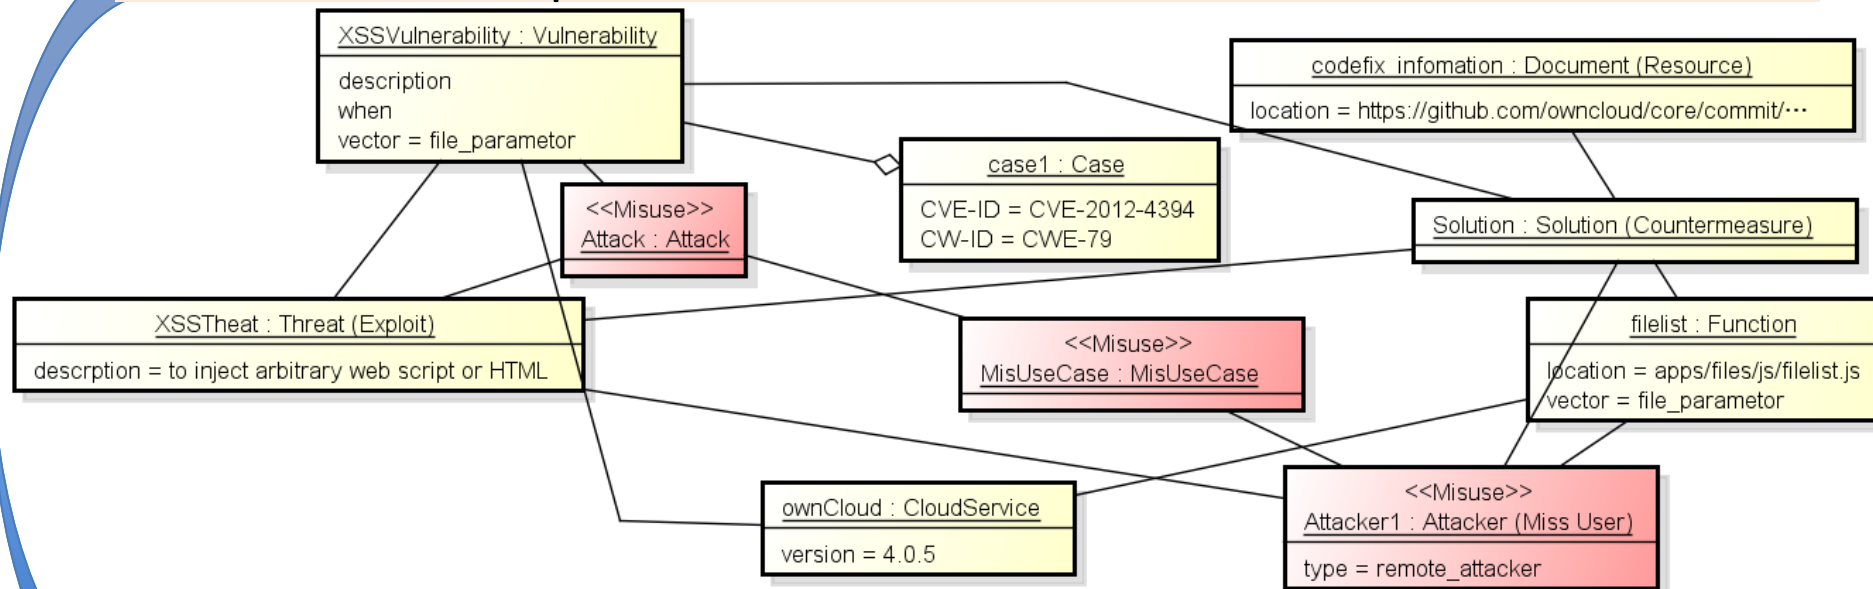 XSSVulnerability : Vulnerability
description
when
vector = file_parametor
codefix infomation : Document (Resource)
location = https://github.com/owncloud/core/commit/···
case1 : Case
CVE-ID = CVE-2012-4394
CW-ID = CWE-79
<<Misuse>>
Attack : Attack
Solution : Solution (Countermeasure)
XSSTheat : Threat (Exploit)
descrption = to inject arbitrary web script or HTML
<<Misuse>>
MisUseCase : MisUseCase
filelist : Function
location = apps/files/js/filelist.js
vector = file_parametor
ownCloud : CloudService
version = 4.0.5
<<Misuse>>
Attacker1 : Attacker (Miss User)
type = remote_attacker